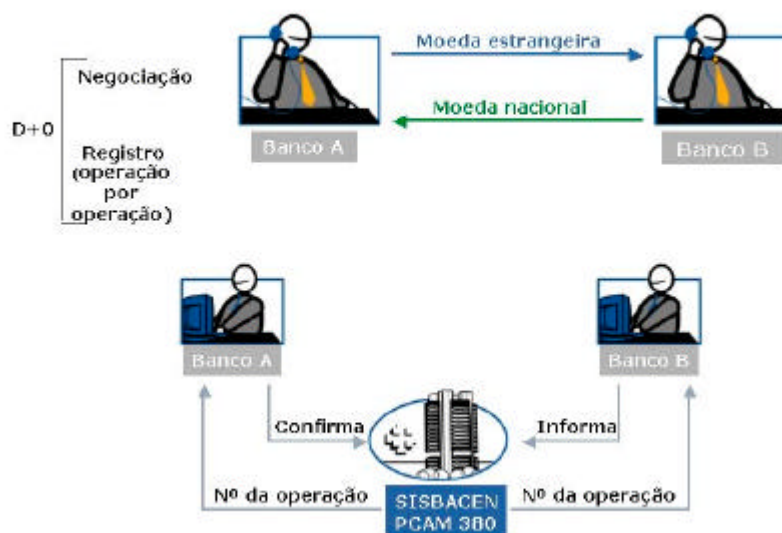 Moeda estrangeira
Negociação
Moeda nacional
D+0
Banco A
Banco B
Registro
(operação
por
operação)
Banco A
Banco B
Confirma
Informa
Nº da operação
SISBACEN
PCAM 380
Nº da operação